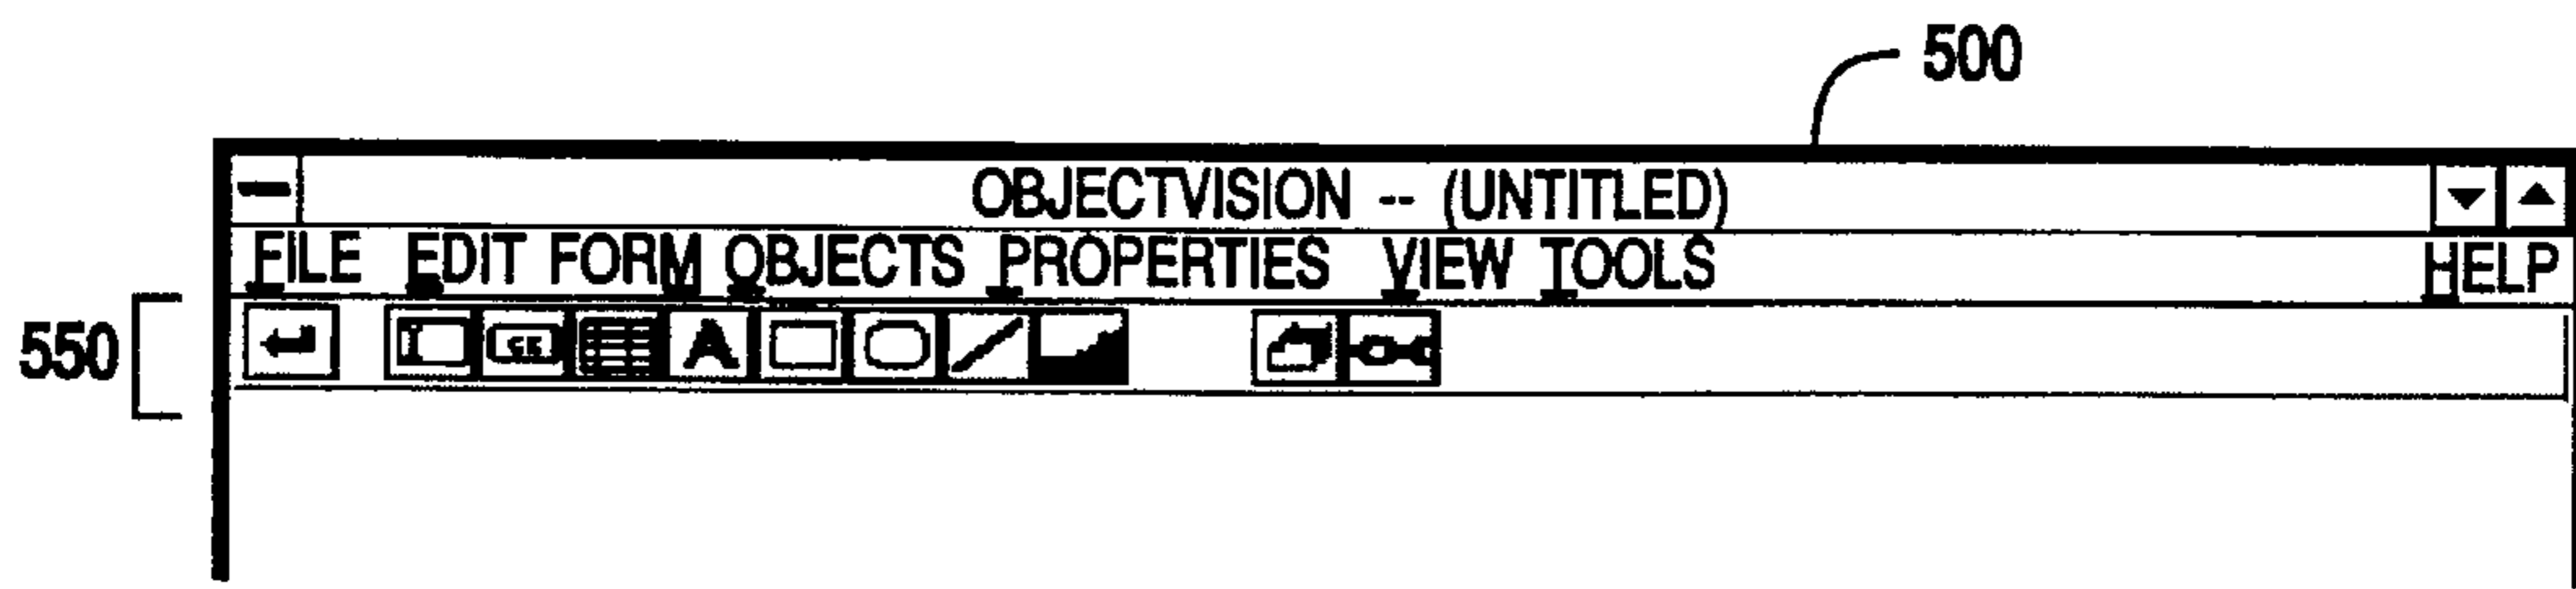 500
OBJECTVISION -- (UNTITLED)
FILE EDIT FORM OBJECTS PROPERTIES VIEW TOOLS HELP
550
A